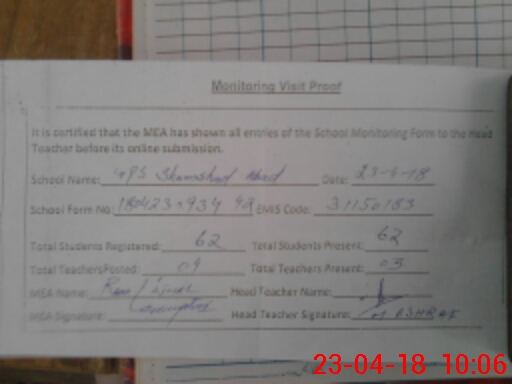 Monitoring Visit Proof
It is certified that the MEA has shown all entries of the School Monitoring Form to the Head
Teacher before its online submission.
School Name: GPS Date: 23-4-18
School Form No: EMIS Code: 31150183
Total Students Registered: 62 Total Students Present: 62
Total Teachers Posted: 04 Total Teachers Present: 03
MEA Name: Head Teacher Name:
MEA Signature: Head Teacher Signature: M ASHRAF
23-04-18 10:06